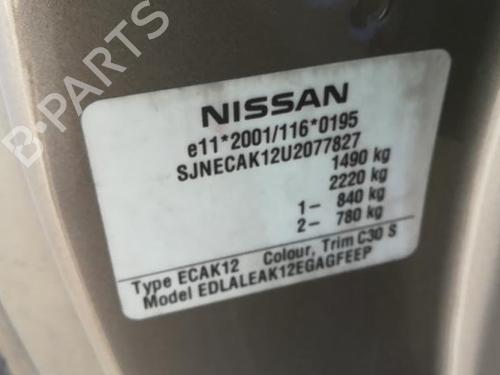 B-PARTS
NISSAN
e11*2001/116*0195
SJNECAK12U2077827
1490 kg
2220 kg
1- 840 kg
2- 780 kg
Type ECAK12 Colour, Trim C30 S
Model EDLALEAK12EGAGFEEP